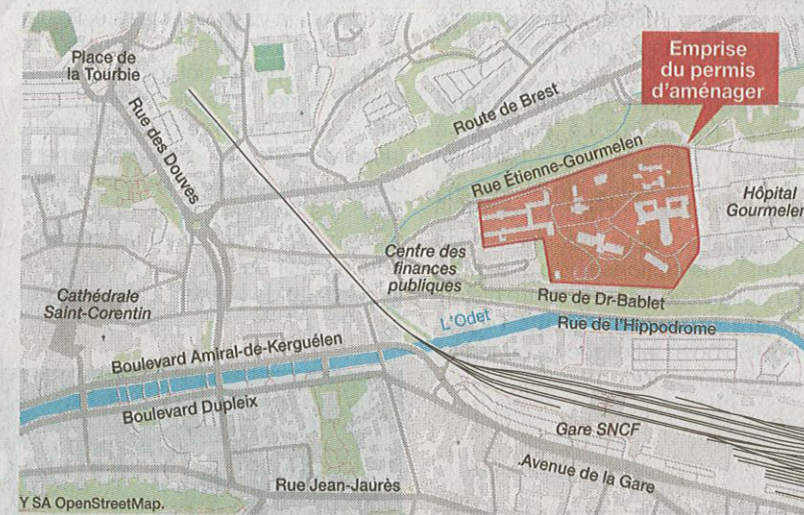 Place de
la Tourbie
Emprise
du permis
d'aménager
Route de Brest
Rue des Douves
Rue Étienne-Gourmelen
Hôpital
Gourmelen
Centre des
finances
publiques
Cathédrale
Saint-Corentin
Rue de Dr-Bablet
L'Odet
Rue de l'Hippodrome
Boulevard Amiral-de-Kerguélen
Boulevard Dupleix
Gare SNCF
Avenue de la Gare
Rue Jean-Jaurès
Y SA OpenStreetMap.